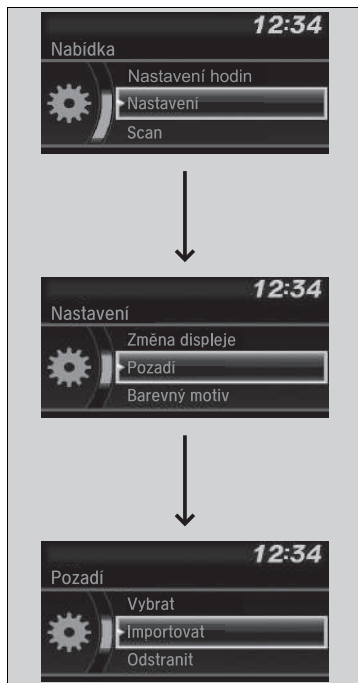 12:34
Nabídka
Nastavení hodin
Nastavení
Scan
12:34
Nastavení
Změna displeje
Pozadí
Barevný motiv
12:34
Pozadí
Vybrat
Importovat
Odstranit